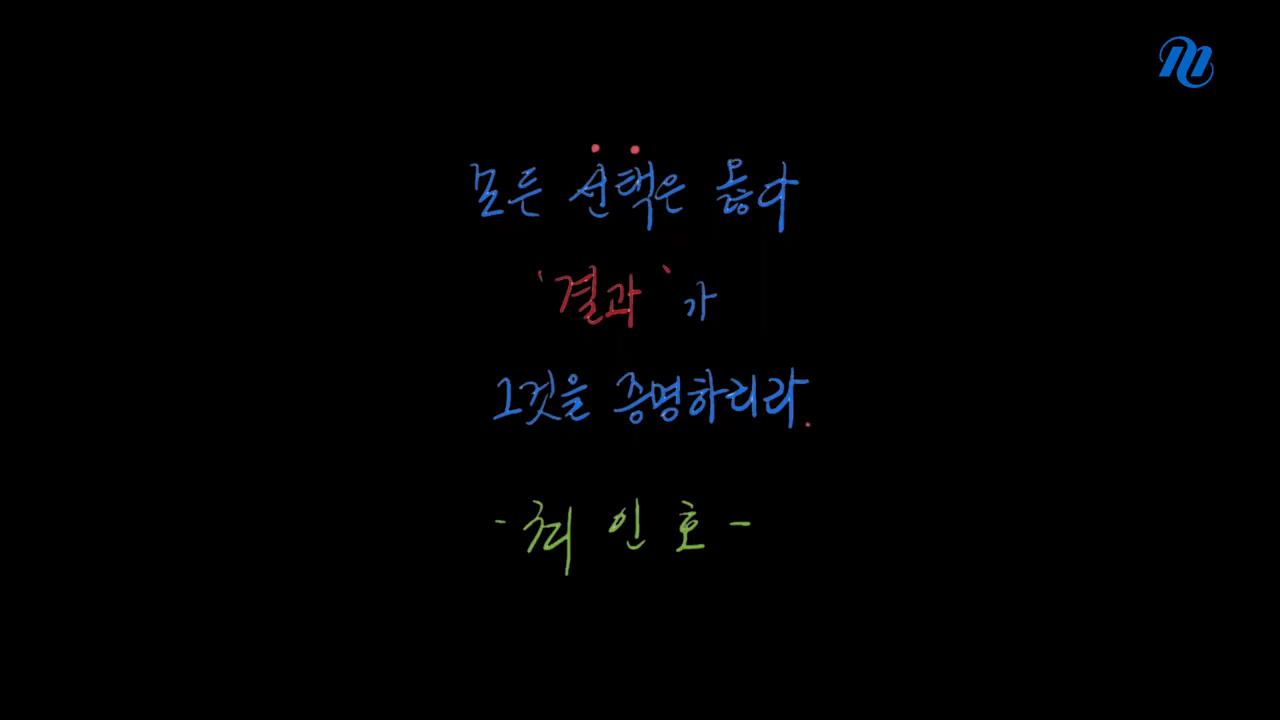 모든 선택은 옳다
'결과'가
그것을 증명하리라.
- 최인호 -